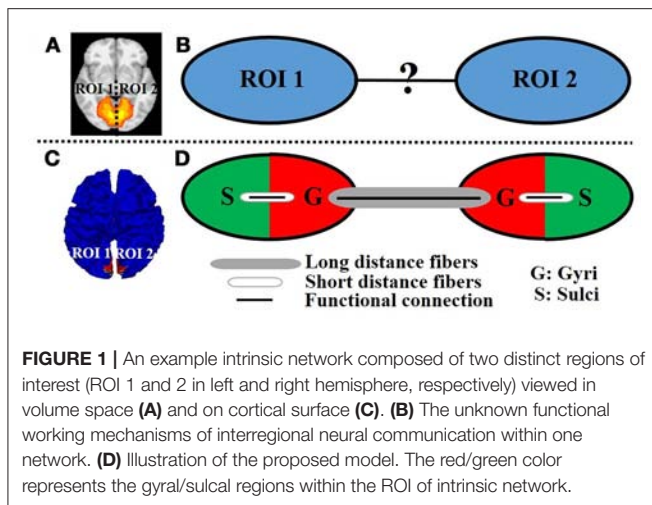 A
B
ROI 1 ROI 2
ROI 1
?
ROI 2
C
D
ROI 1 ROI 2
S
G
G
S
Long distance fibers
Short distance fibers
Functional connection
G: Gyri
S: Sulci
FIGURE 1 | An example intrinsic network composed of two distinct regions of
interest (ROI 1 and 2 in left and right hemisphere, respectively) viewed in
volume space (A) and on cortical surface (C). (B) The unknown functional
working mechanisms of interregional neural communication within one
network. (D) Illustration of the proposed model. The red/green color
represents the gyral/sulcal regions within the ROI of intrinsic network.